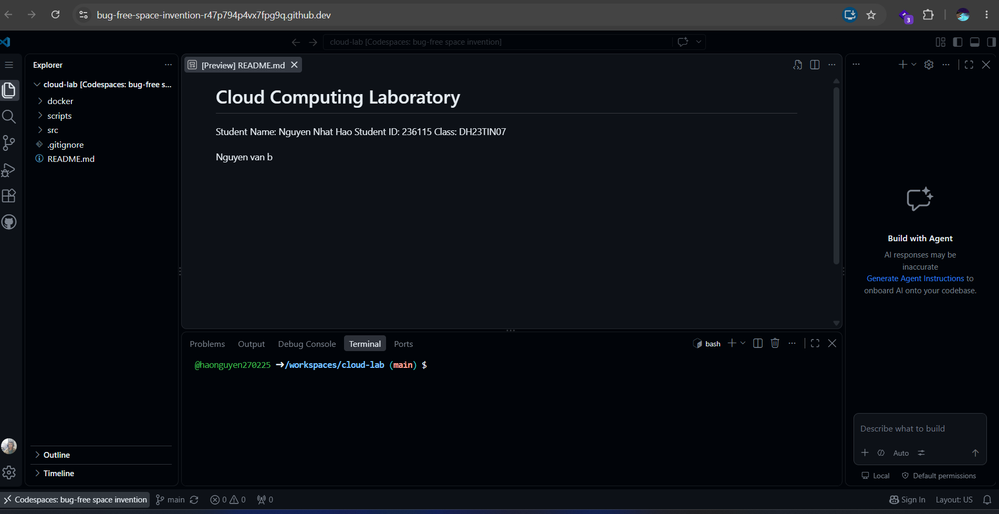 bug-free-space-invention-r47p794p4vx7fpg9q.github.dev
3
cloud-lab [Codespaces: bug-free space invention]
Explorer
cloud-lab [Codespaces: bug-free s...
docker
scripts
src
.gitignore
README.md
Outline
Timeline
[Preview] README.md
Cloud Computing Laboratory
Student Name: Nguyen Nhat Hao Student ID: 236115 Class: DH23TIN07
Nguyen van b
Problems Output Debug Console Terminal Ports
bash
@haonguyen270225 ➜/workspaces/cloud-lab (main) $
Build with Agent
AI responses may be
inaccurate
Generate Agent Instructions to
onboard AI onto your codebase.
Describe what to build
Auto
Local Default permissions
Codespaces: bug-free space invention main 0 0 0
Sign In Layout: US